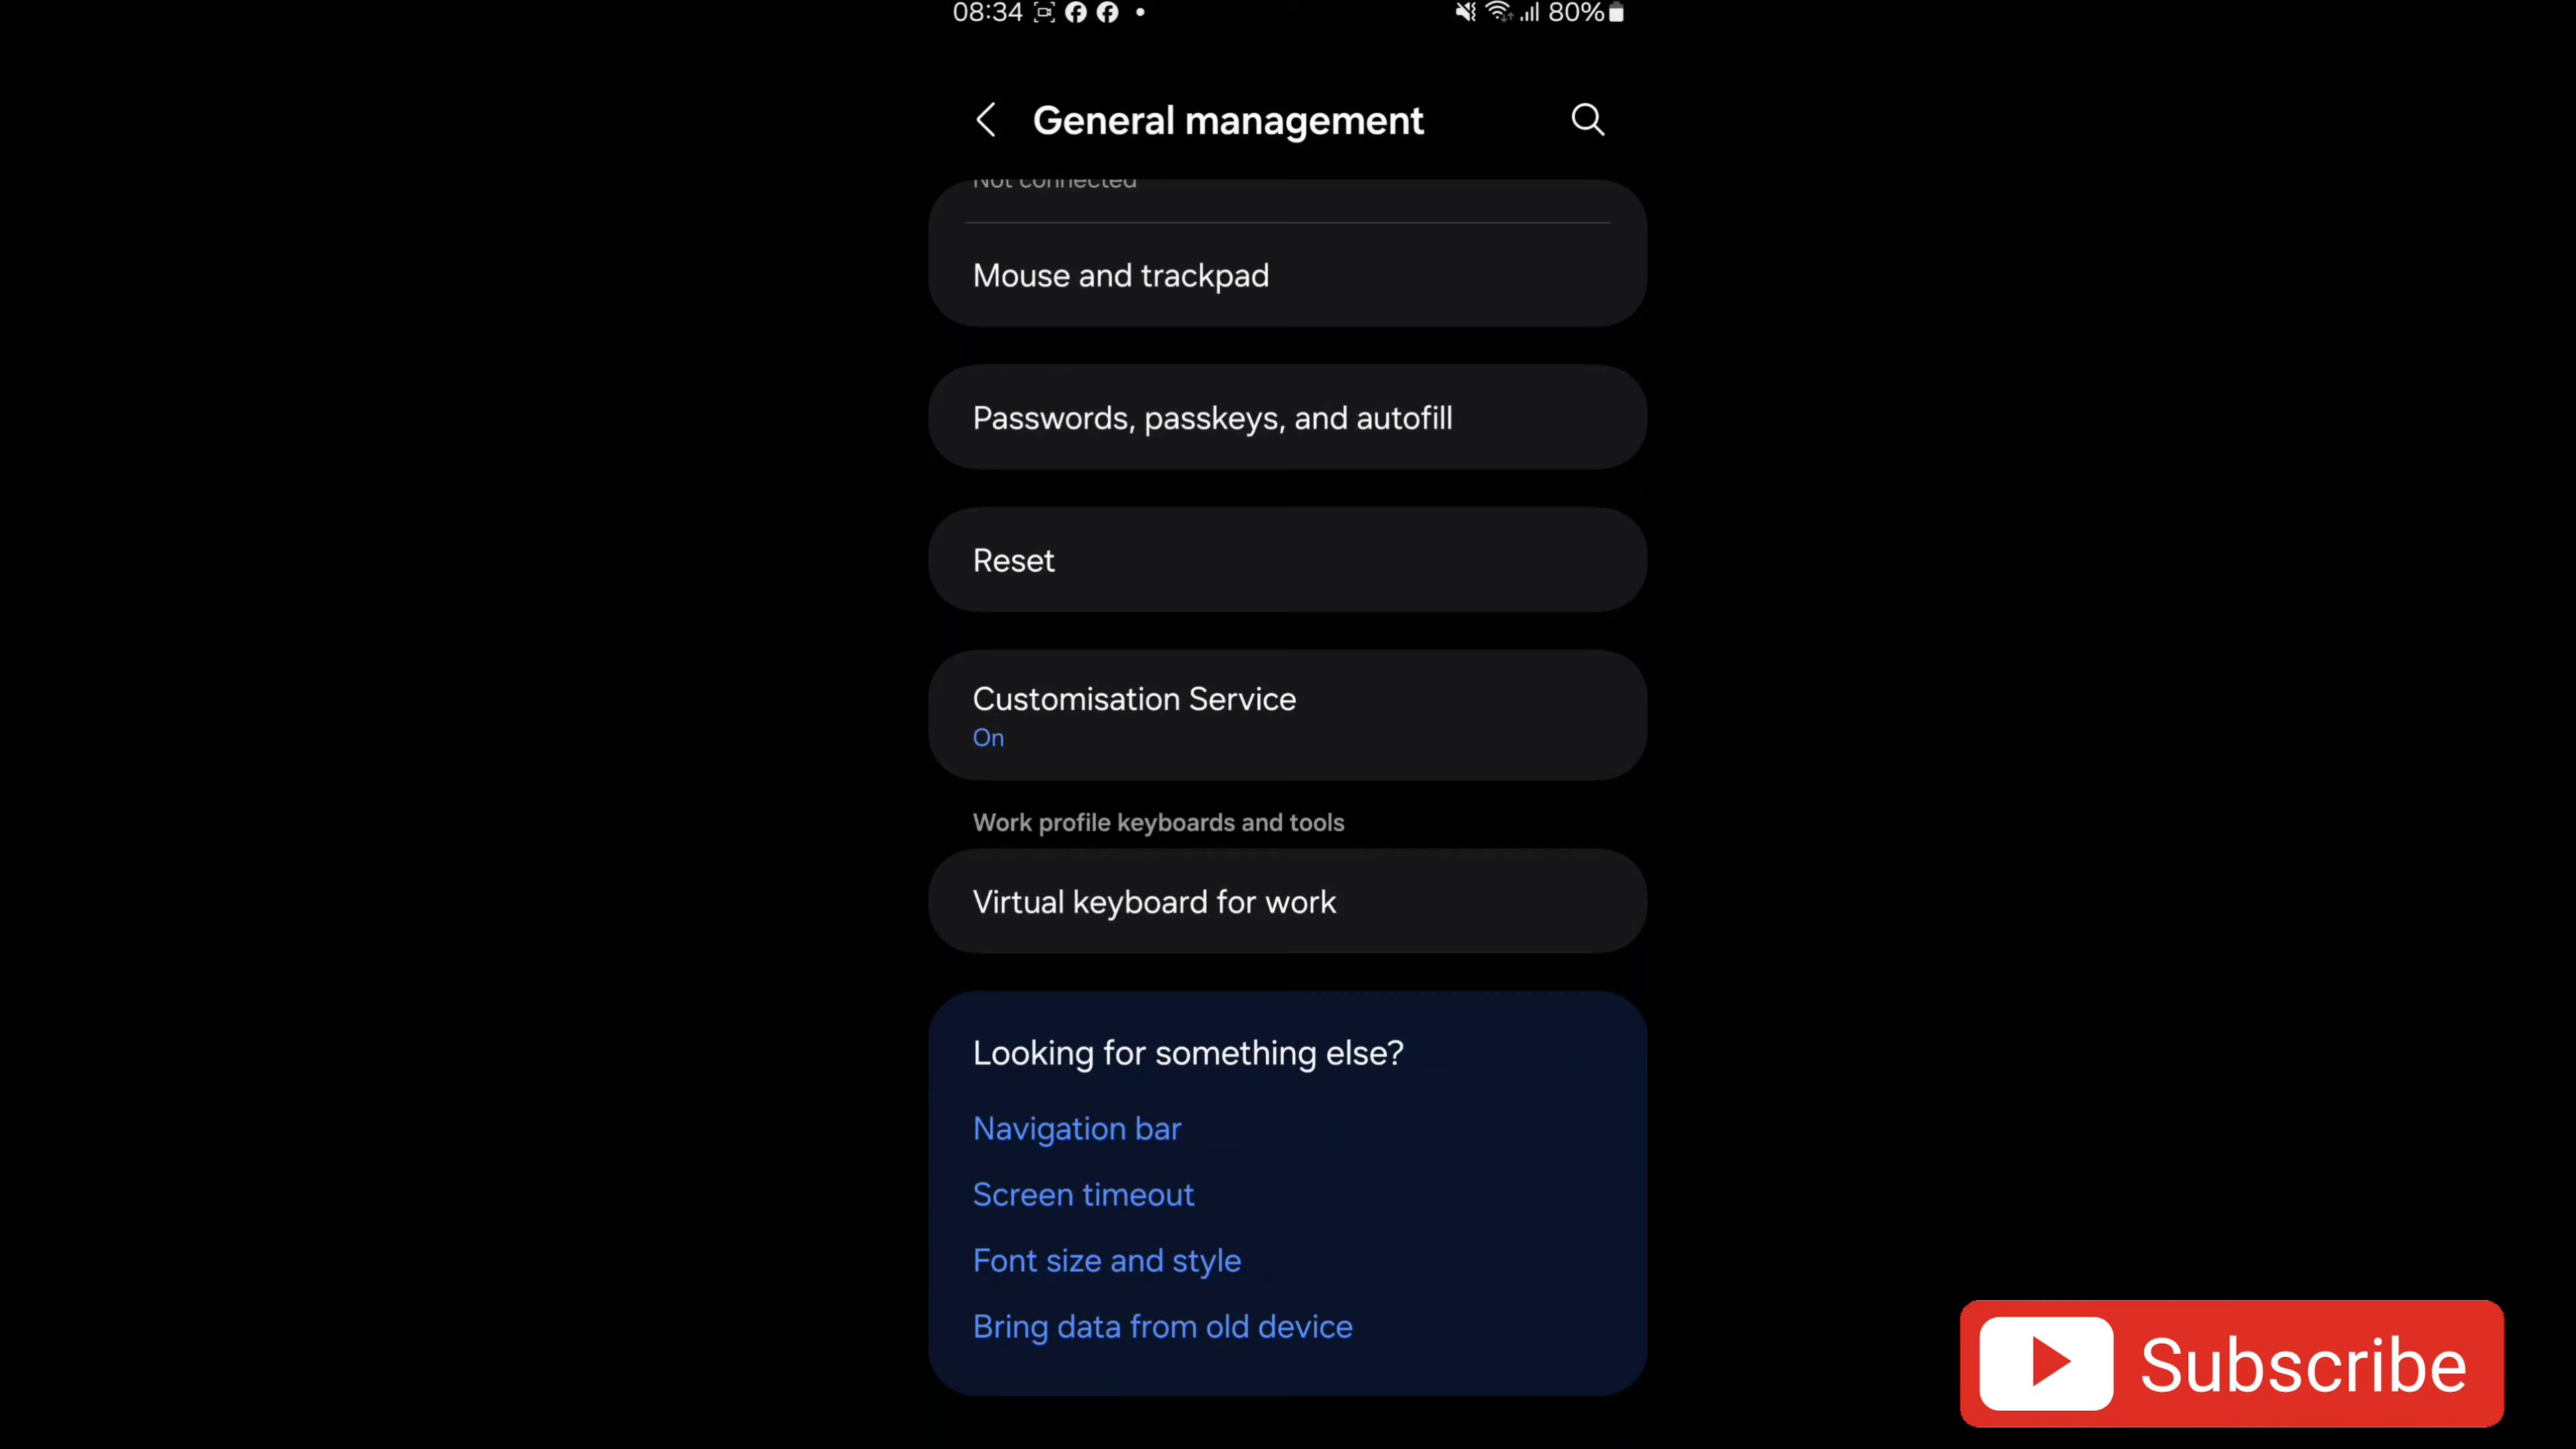 08:34
80%
General management
Not connected
Mouse and trackpad
Passwords, passkeys, and autofill
Reset
Customisation Service
On
Work profile keyboards and tools
Virtual keyboard for work
Looking for something else?
Navigation bar
Screen timeout
Font size and style
Bring data from old device
Subscribe